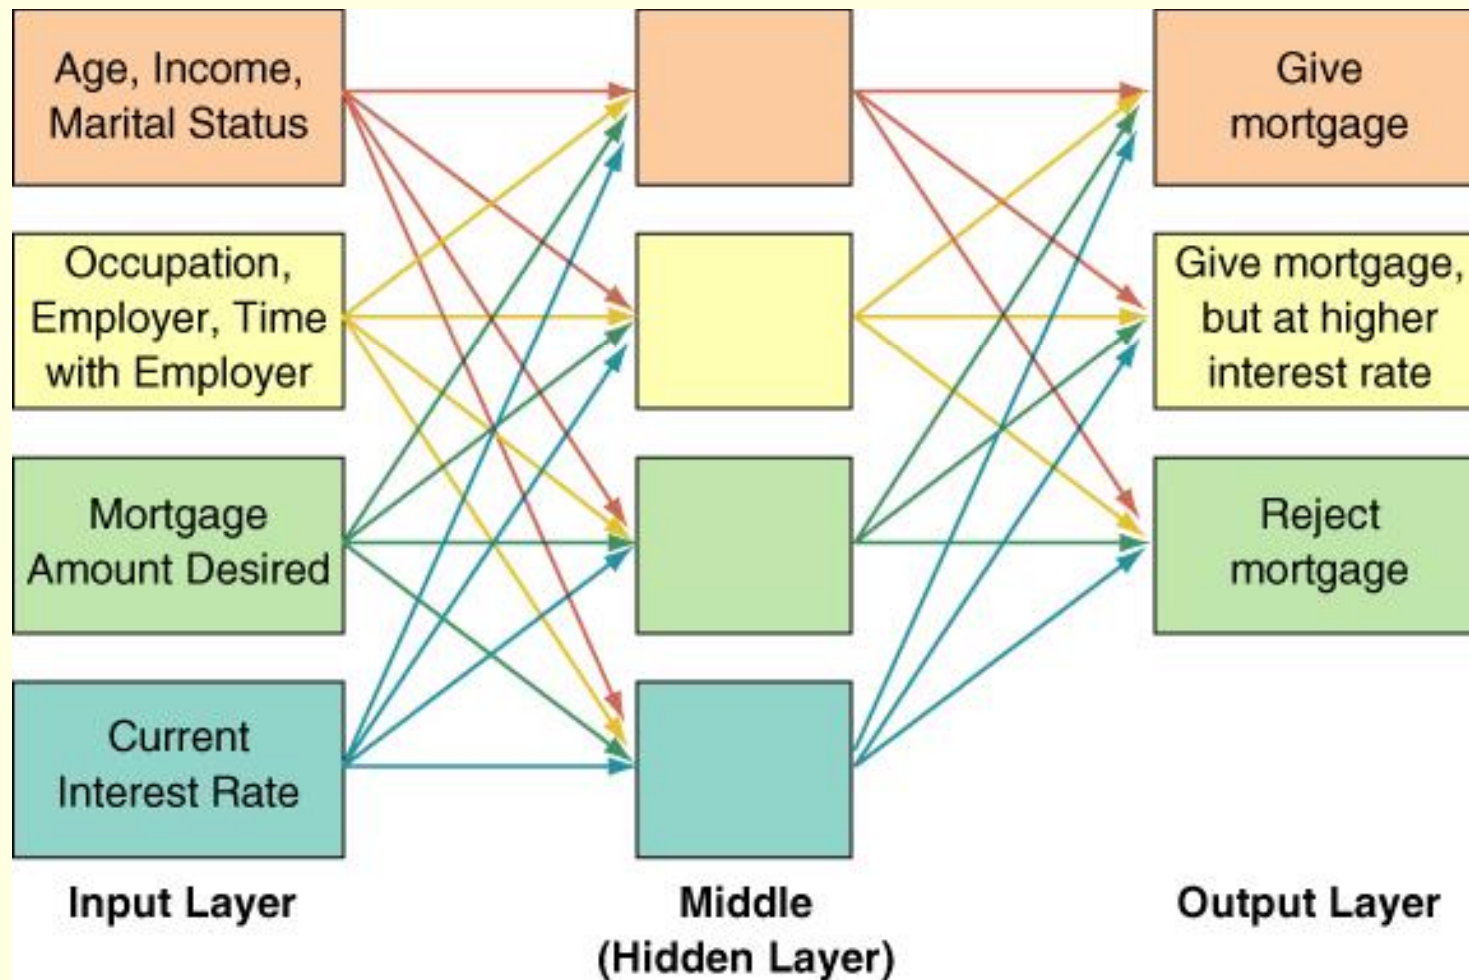 Age, Income,
Marital Status
Occupation,
Employer, Time
with Employer
Mortgage
Amount Desired
Current
Interest Rate
Give
mortgage
Give mortgage,
but at higher
interest rate
Reject
mortgage
Input Layer
Middle
(Hidden Layer)
Output Layer